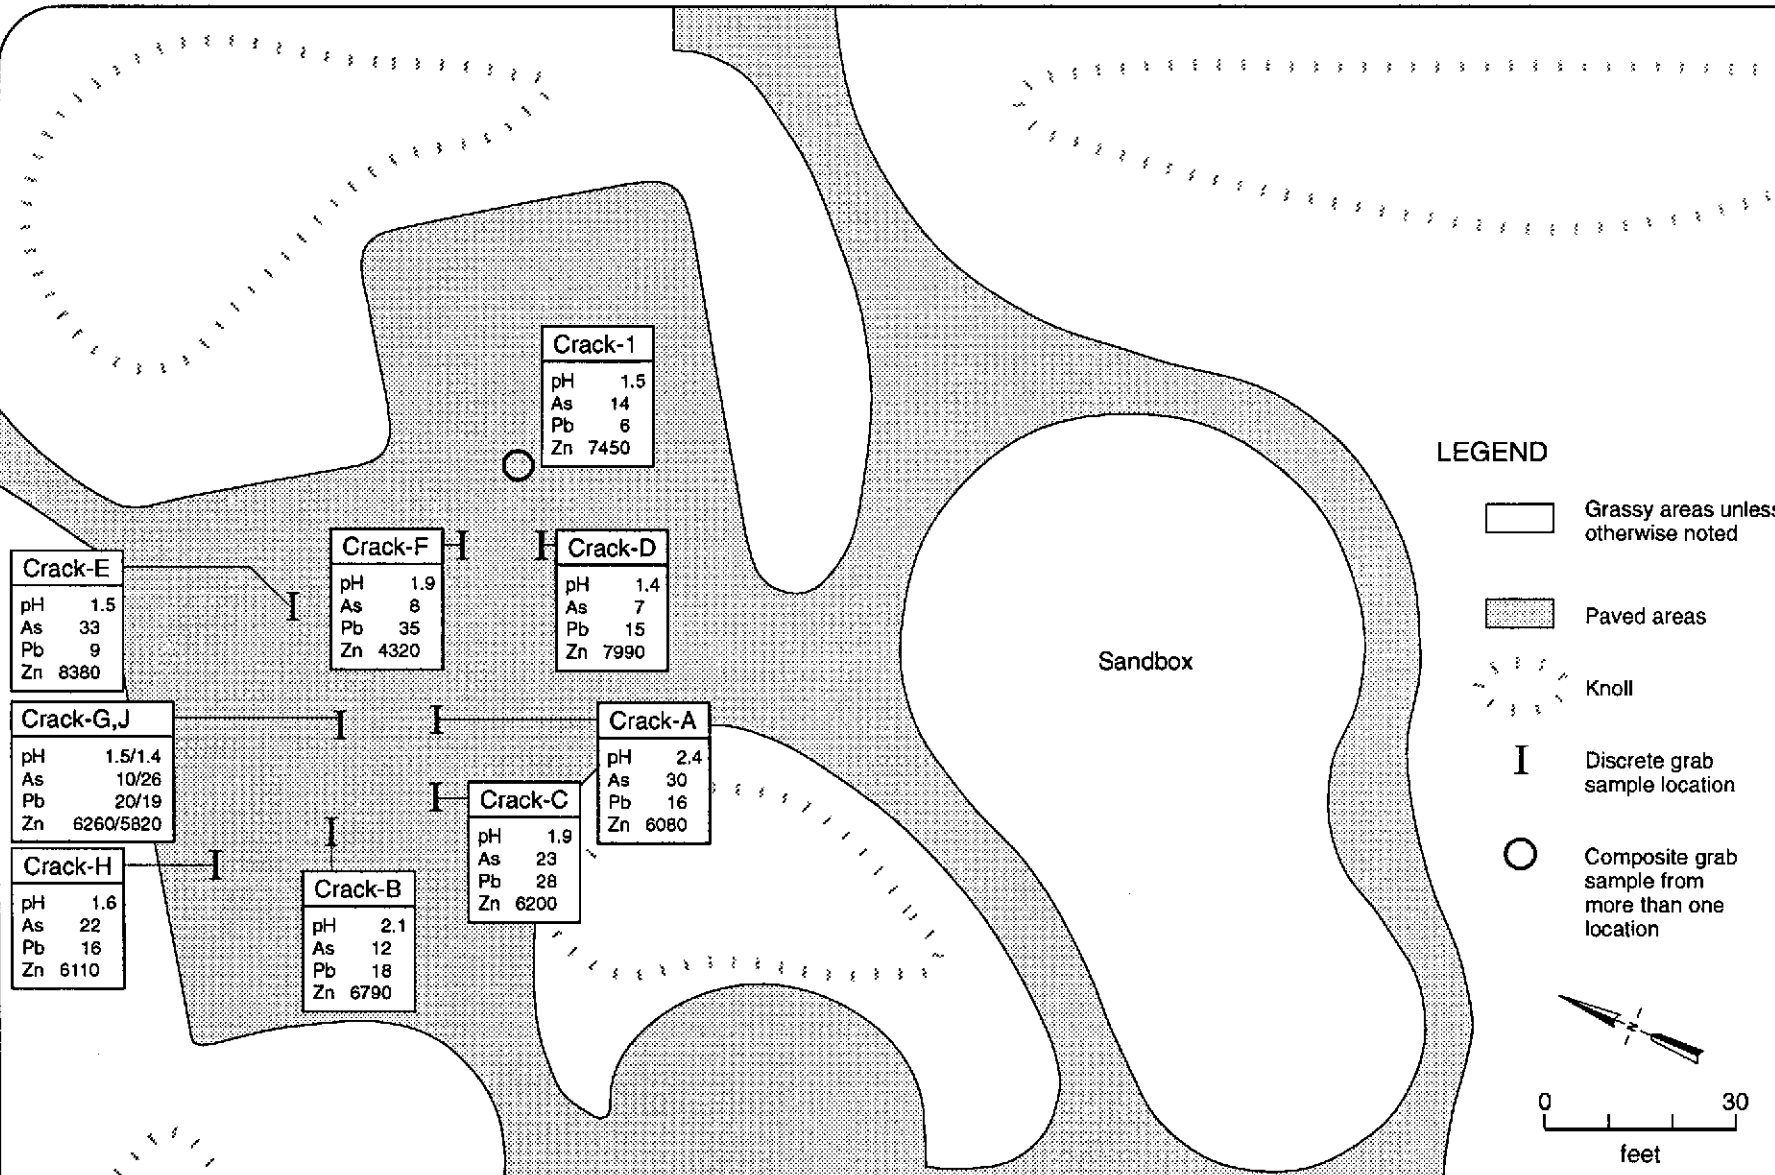 Crack-1
pH 1.5
As 14
Pb 6
Zn 7450
Crack-F
pH 1.9
As 8
Pb 35
Zn 4320
Crack-D
pH 1.4
As 7
Pb 15
Zn 7990
Crack-E
pH 1.5
As 33
Pb 9
Zn 8380
Crack-G,J
pH 1.5/1.4
As 10/26
Pb 20/19
Zn 6260/5820
Crack-A
pH 2.4
As 30
Pb 16
Zn 6080
Crack-C
pH 1.9
As 23
Pb 28
Zn 6200
Crack-H
pH 1.6
As 22
Pb 16
Zn 6110
Crack-B
pH 2.1
As 12
Pb 18
Zn 6790
Sandbox
LEGEND
Grassy areas unless
otherwise noted
Paved areas
Knoll
Discrete grab
sample location
Composite grab
sample from
more than one
location
N
0 30
feet